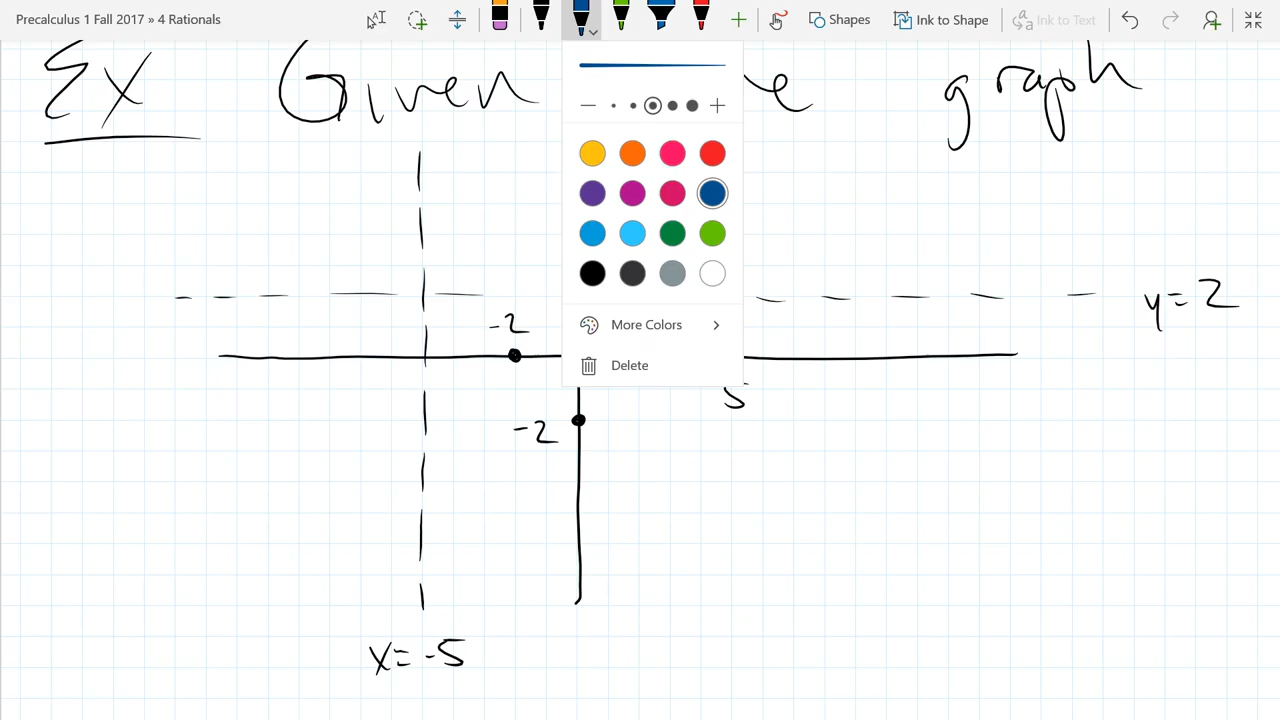 Precalculus 1 Fall 2017 » 4 Rationals
Shapes
Ink to Shape
Ink to Text
Ex Given graph
-2
y=2
5
-2
x=-5
More Colors
Delete